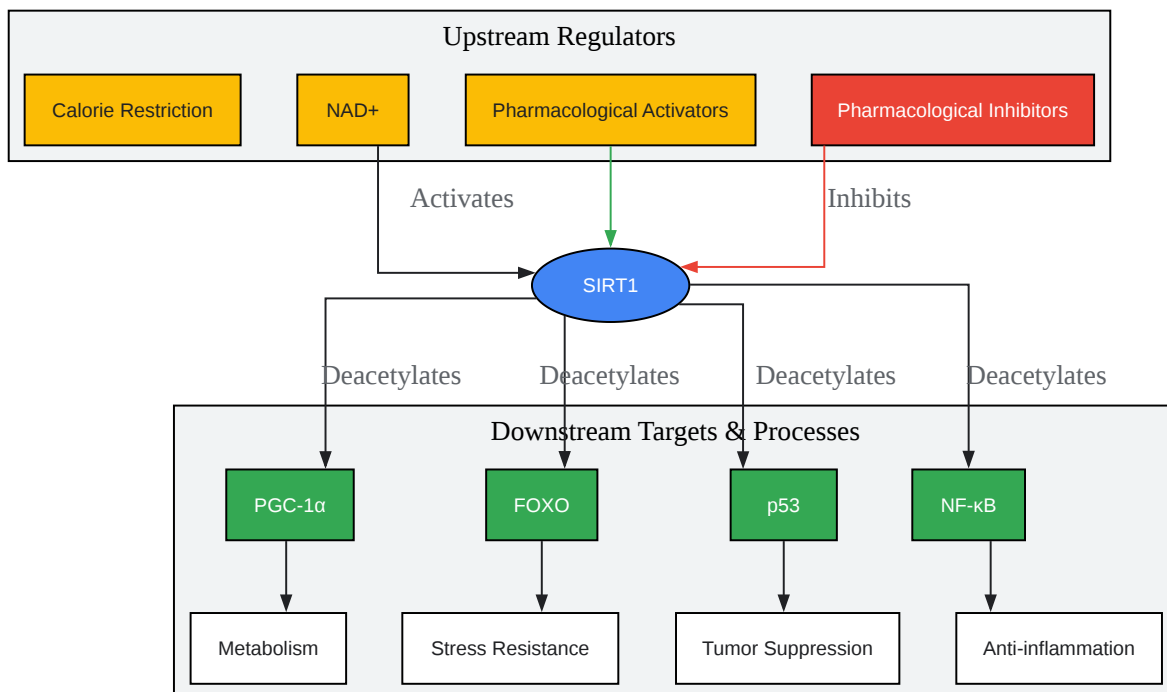 Upstream Regulators
Calorie Restriction
NAD+
Pharmacological Activators
Pharmacological Inhibitors
Activates
Inhibits
SIRT1
Deacetylates
Deacetylates
Deacetylates
Deacetylates
Downstream Targets & Processes
PGC-1α
FOXO
p53
NF-κB
Metabolism
Stress Resistance
Tumor Suppression
Anti-inflammation